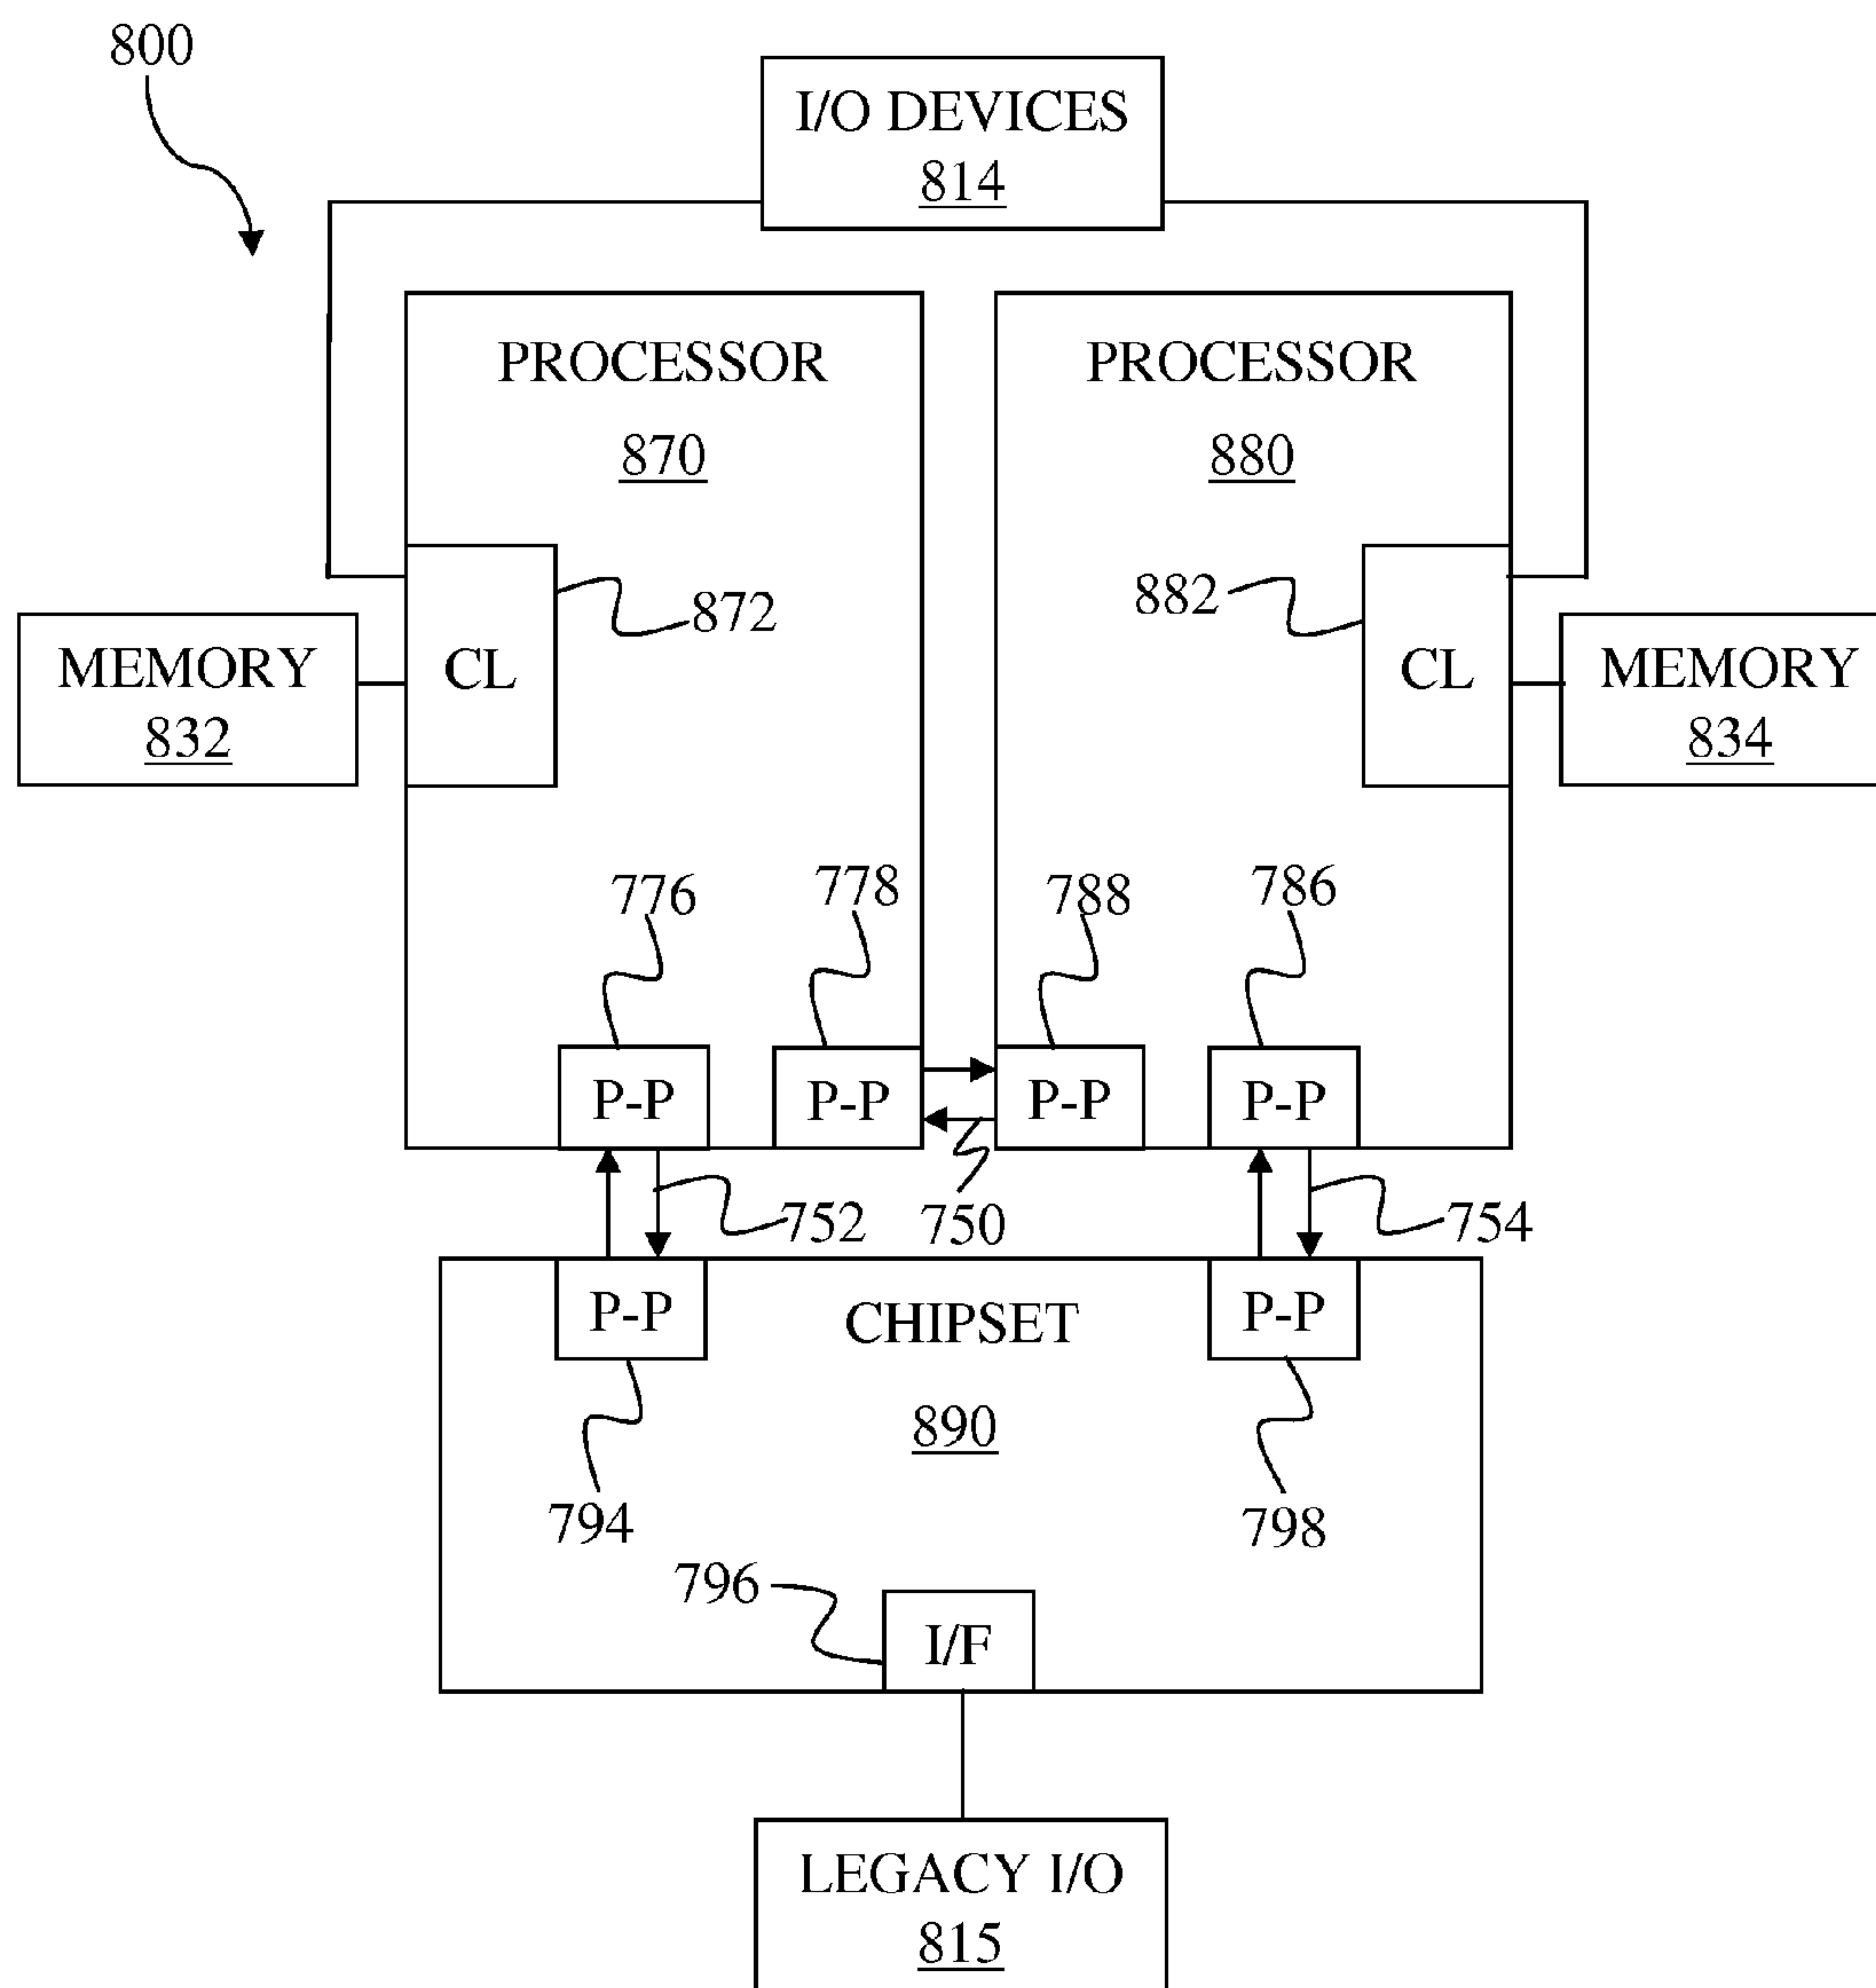 800
I/O DEVICES
814
PROCESSOR
870
PROCESSOR
880
872
882
MEMORY
832
CL
CL
MEMORY
834
776
778
788
786
P-P
P-P
P-P
P-P
752
750
754
P-P
CHIPSET
P-P
890
794
798
796
I/F
LEGACY I/O
815